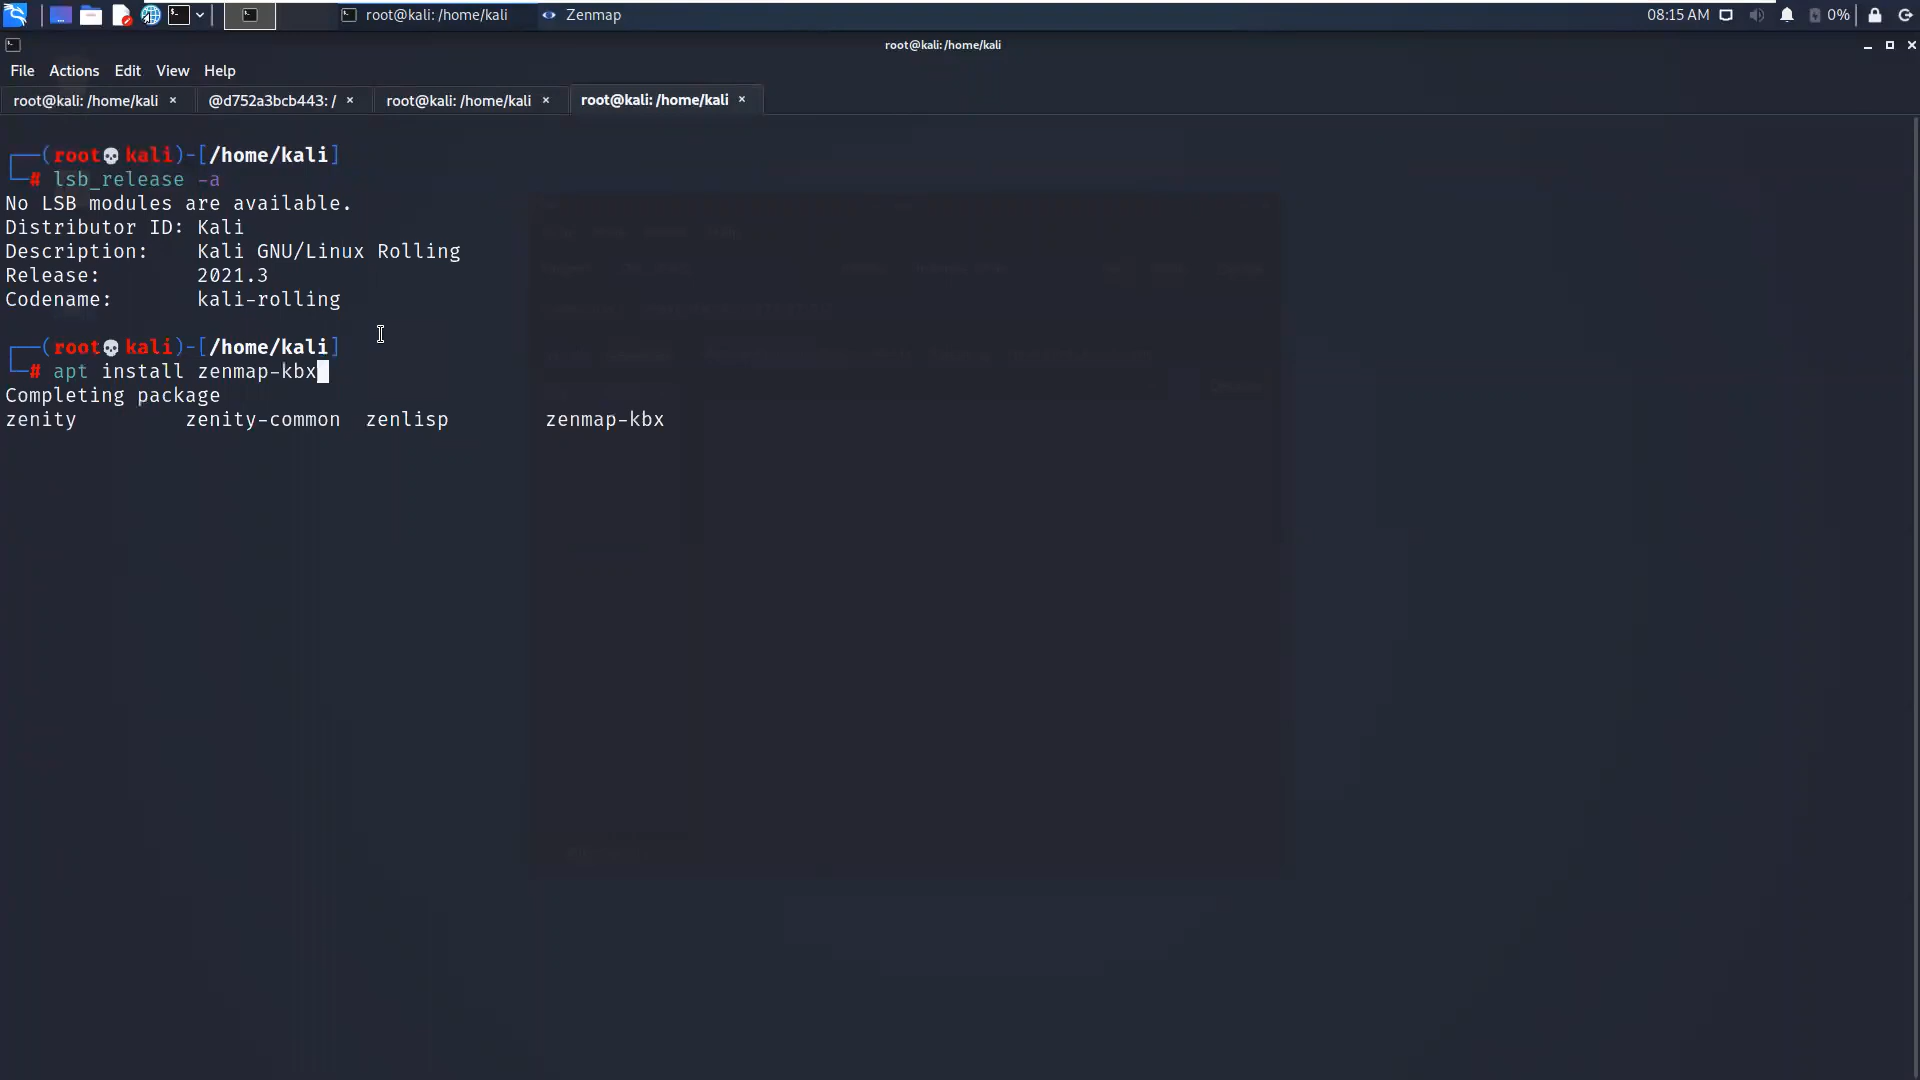 root@kali: /home/kali
Zenmap
08:15 AM
0%
root@kali: /home/kali
File Actions Edit View Help
root@kali: /home/kali × @d752a3bcb443: / × root@kali: /home/kali × root@kali: /home/kali ×
┌──(root💀kali)-[/home/kali]
└─# lsb_release -a
No LSB modules are available.
Distributor ID: Kali
Description: Kali GNU/Linux Rolling
Release: 2021.3
Codename: kali-rolling
┌──(root💀kali)-[/home/kali]
└─# apt install zenmap-kbx
Completing package
zenity zenity-common zenlisp zenmap-kbx